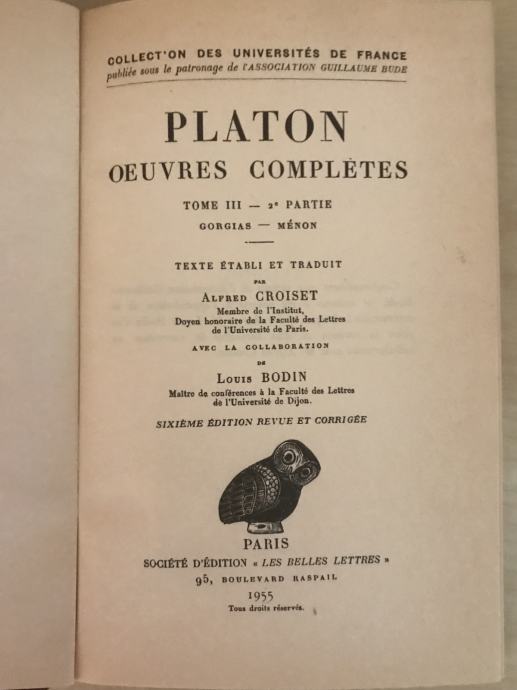 COLLECT'ON DES UNIVERSITÉS DE FRANCE
publiée sous le patronage de l'ASSOCIATION GUILLAUME BUDE
PLATON
OEUVRES COMPLÈTES
TOME III — 2e PARTIE
GORGIAS — MÉNON
TEXTE ÉTABLI ET TRADUIT
PAR
ALFRED CROISET
Membre de l'Institut,
Doyen honoraire de la Faculté des Lettres
de l'Université de Paris.
AVEC LA COLLABORATION
DE
LOUIS BODIN
Maître de conférences à la Faculté des Lettres
de l'Université de Dijon.
SIXIÈME ÉDITION REVUE ET CORRIGÉE
PARIS
SOCIÉTÉ D'ÉDITION « LES BELLES LETTRES »
95, BOULEVARD RASPAIL
1955
Tous droits réservés.